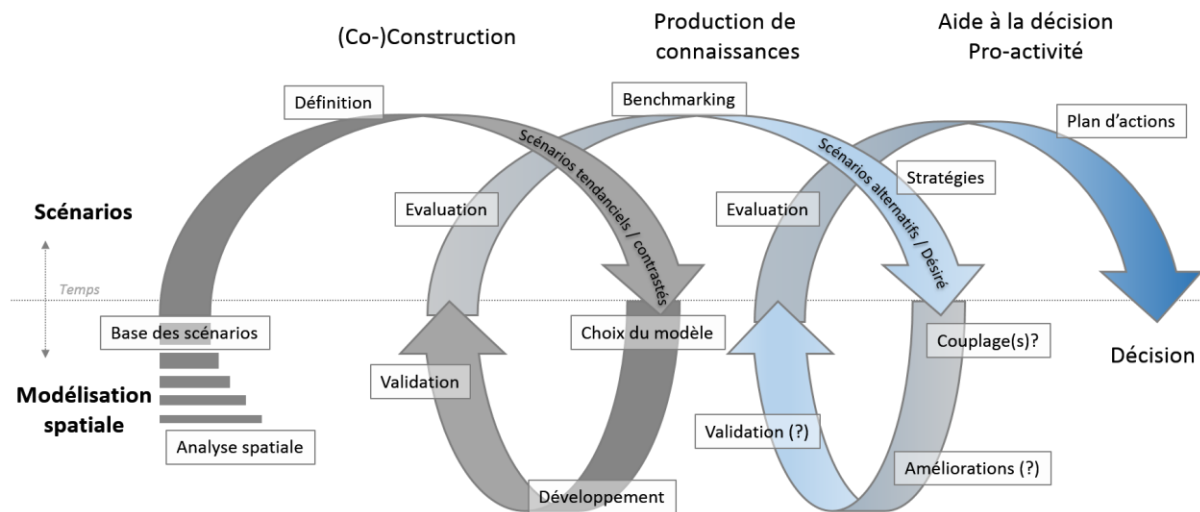 (Co-)Construction
Production de
connaissances
Aide à la décision
Pro-activité
Définition
Benchmarking
Plan d'actions
Scénarios tendanciels / contrastés
Scénarios alternatifs / Désiré
Stratégies
Evaluation
Evaluation
Scénarios
Temps
Base des scénarios
Choix du modèle
Couplage(s)?
Décision
Validation
Modélisation
spatiale
Analyse spatiale
Validation (?)
Améliorations (?)
Développement